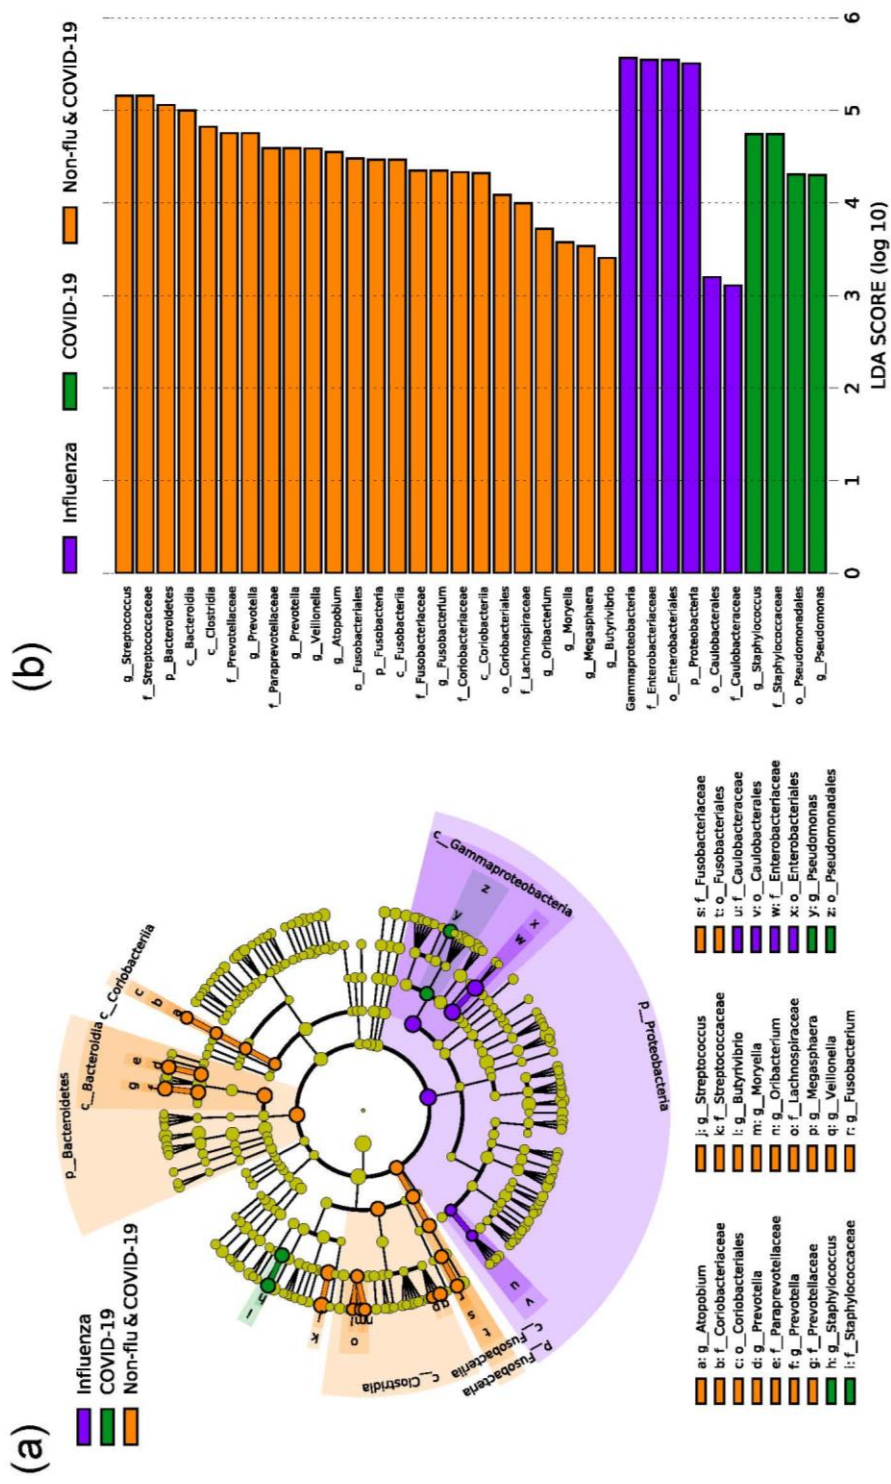 (a)
Influenza
COVID-19
Non-flu & COVID-19
p__Bacteroidetes
c__Bacteroidia
c__Coriobacteriia
c__Gammaproteobacteria
p__Proteobacteria
p__Fusobacteria
c__Fusobacteriia
c__Clostridia
a
b
c
d
e
f
g
h
i
k
m
o
q
p
r
s
t
u
v
w
x
y
z
a: g__Atopobium
b: f__Coriobacteriaceae
c: o__Coriobacteriales
d: g__Prevotella
e: f__Paraprevotellaceae
f: g__Prevotella
g: f__Prevotellaceae
h: g__Staphylococcus
i: f__Staphylococcaceae
j: g__Streptococcus
k: f__Streptococcaceae
l: g__Butyrivibrio
m: g__Moryella
n: g__Oribacterium
o: f__Lachnospiraceae
p: g__Megasphaera
q: g__Veillonella
r: g__Fusobacterium
s: f__Fusobacteriaceae
t: o__Fusobacteriales
u: f__Caulobacteraceae
v: o__Caulobacterales
w: f__Enterobacteriaceae
x: o__Enterobacteriales
y: g__Pseudomonas
z: o__Pseudomonadales
(b)
Influenza
COVID-19
Non-flu & COVID-19
g__Streptococcus
f__Streptococcaceae
p__Bacteroidetes
c__Bacteroidia
c__Clostridia
f__Prevotellaceae
g__Prevotella
f__Paraprevotellaceae
g__Prevotella
g__Veillonella
g__Atopobium
o__Fusobacteriales
p__Fusobacteria
c__Fusobacteriia
f__Fusobacteriaceae
g__Fusobacterium
f__Coriobacteriaceae
c__Coriobacteriia
o__Coriobacteriales
f__Lachnospiraceae
g__Oribacterium
g__Moryella
g__Megasphaera
g__Butyrivibrio
Gammaproteobacteria
f__Enterobacteriaceae
o__Enterobacteriales
p__Proteobacteria
o__Caulobacterales
f__Caulobacteraceae
g__Staphylococcus
f__Staphylococcaceae
o__Pseudomonadales
g__Pseudomonas
0 1 2 3 4 5 6
LDA SCORE (log 10)